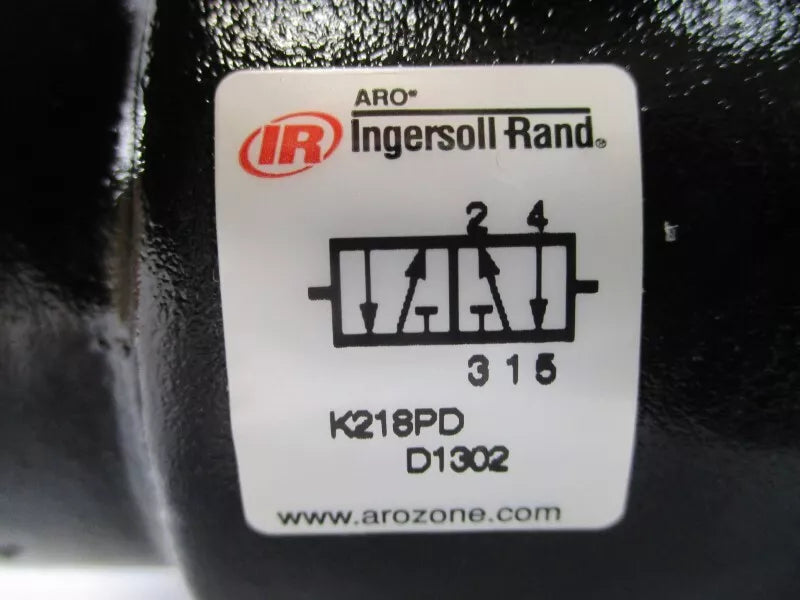 ARO®
IR Ingersoll Rand®
2 4
3 1 5
K218PD
D1302
www.arozone.com